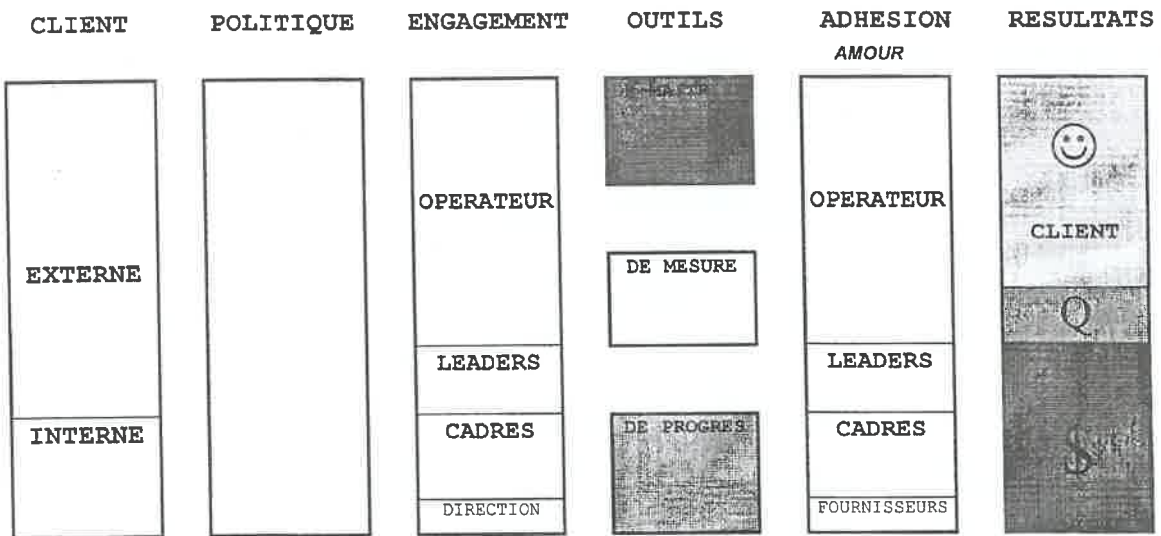 CLIENT POLITIQUE ENGAGEMENT OUTILS ADHESION RESULTATS
AMOUR
EXTERNE
INTERNE
OPERATEUR
LEADERS
CADRES
DIRECTION
DE MESURE
DE PROGRES
OPERATEUR
LEADERS
CADRES
FOURNISSEURS
CLIENT
Q
$